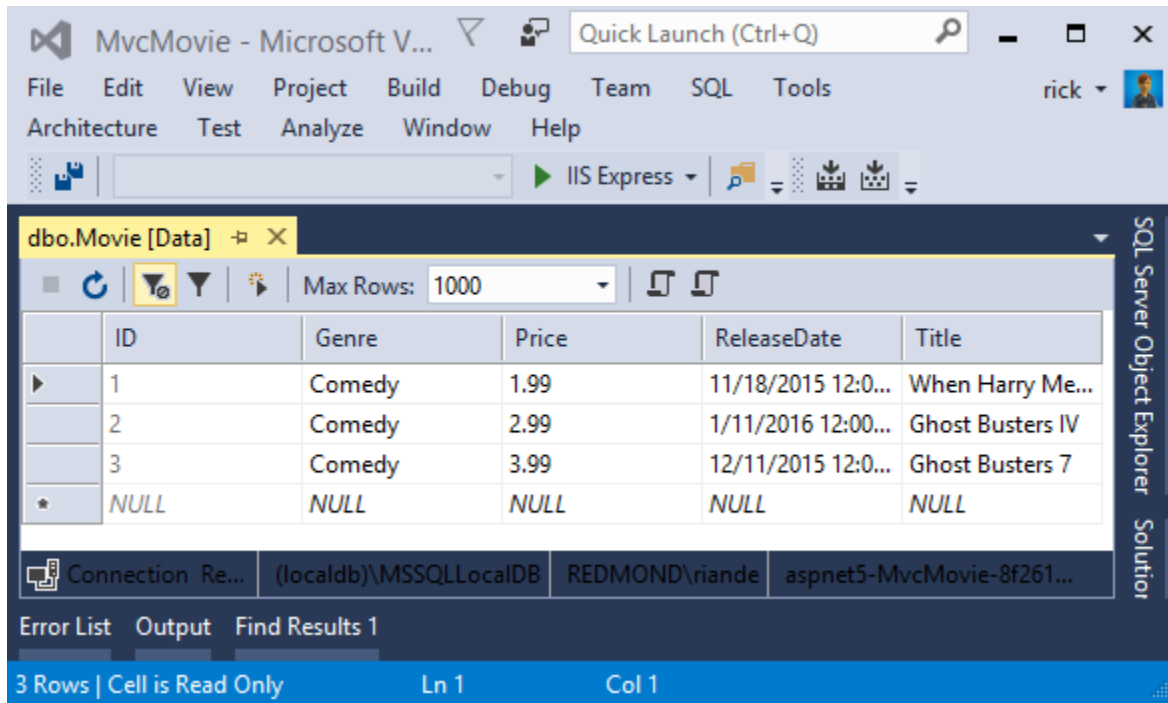 MvcMovie - Microsoft V... Quick Launch (Ctrl+Q)
File Edit View Project Build Debug Team SQL Tools rick
Architecture Test Analyze Window Help
IIS Express
dbo.Movie [Data]
Max Rows: 1000
ID Genre Price ReleaseDate Title
1 Comedy 1.99 11/18/2015 12:0... When Harry Me...
2 Comedy 2.99 1/11/2016 12:00... Ghost Busters IV
3 Comedy 3.99 12/11/2015 12:0... Ghost Busters 7
NULL NULL NULL NULL NULL
Connection Re... (localdb)\MSSQLLocalDB REDMOND\riande aspnet5-MvcMovie-8f261...
SQL Server Object Explorer
Solution
Error List Output Find Results 1
3 Rows | Cell is Read Only Ln 1 Col 1